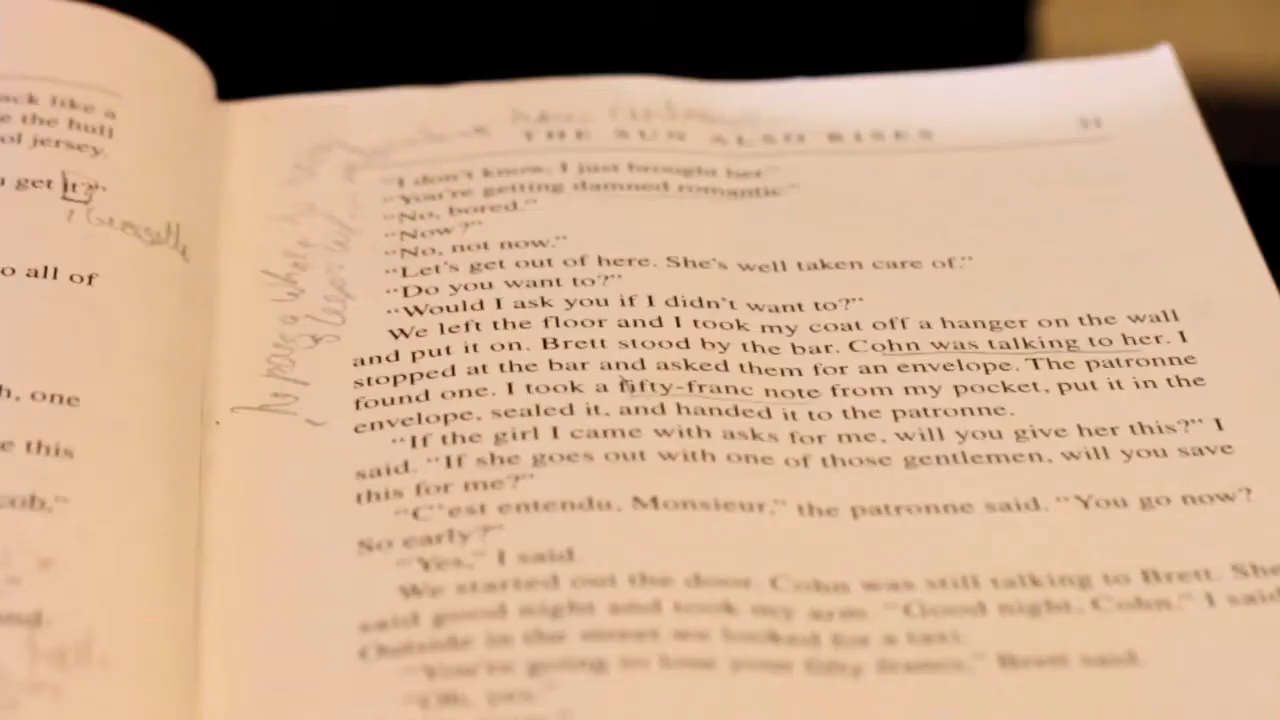 ack like a
e the hull
ol jersey.
get it?"
o all of
h, one
e this
cob,"
THE SUN ALSO RISES
"I don't know, I just brought her."
"You're getting damned romantic."
"No, bored."
"Now?"
"No, not now."
"Let's get out of here. She's well taken care of."
"Do you want to?"
"Would I ask you if I didn't want to?"
We left the floor and I took my coat off a hanger on the wall
and put it on. Brett stood by the bar. Cohn was talking to her. I
stopped at the bar and asked them for an envelope. The patronne
found one. I took a fifty-franc note from my pocket, put it in the
envelope, sealed it, and handed it to the patronne.
"If the girl I came with asks for me, will you give her this?" I
said. "If she goes out with one of those gentlemen, will you save
this for me?"
"C'est entendu, Monsieur," the patronne said. "You go now?
So early?"
"Yes," I said.
We started out the door. Cohn was still talking to Brett. She
said good night and took my arm. "Good night, Cohn," I said.
Outside in the street we looked for a taxi.
"You're going to lose your fifty francs," Brett said.
"Oh, yes."